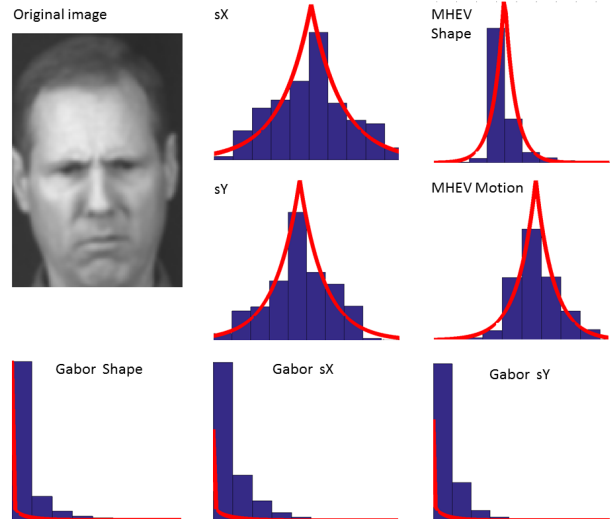 Original image
sX
MHEV
Shape
sY
MHEV Motion
Gabor Shape
Gabor sX
Gabor sY